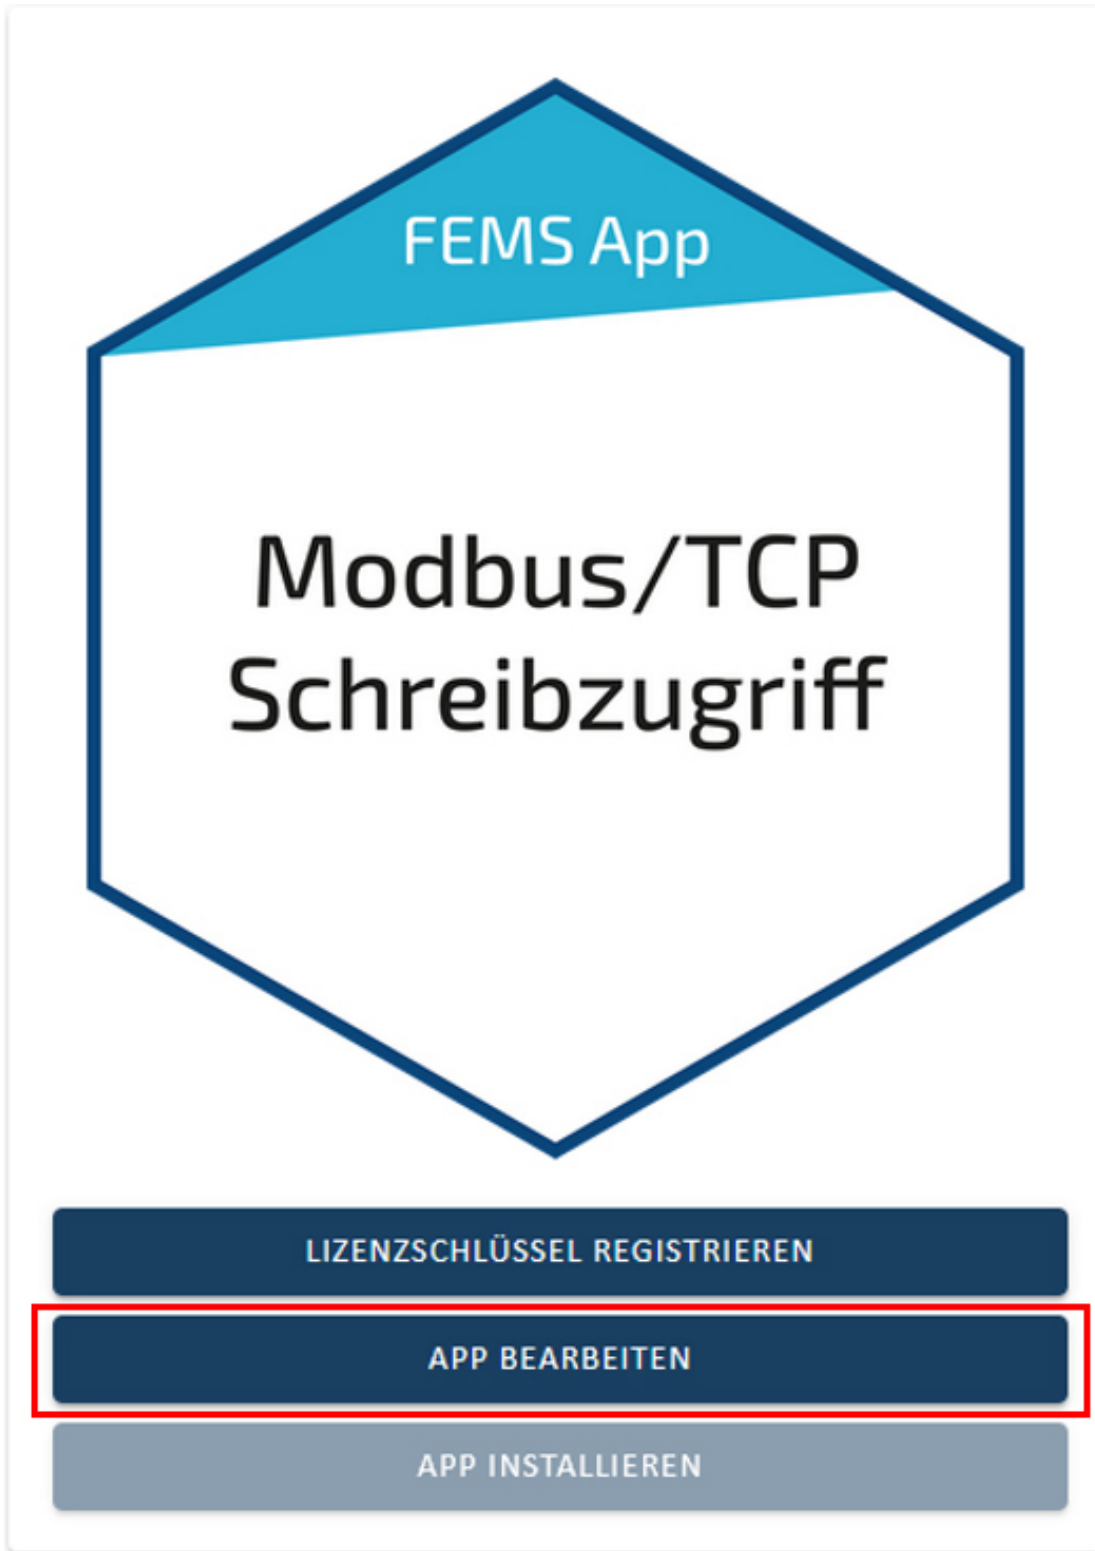 FEMS App
Modbus/TCP
Schreibzugriff
LIZENZSCHLÜSSEL REGISTRIEREN
APP BEARBEITEN
APP INSTALLIEREN